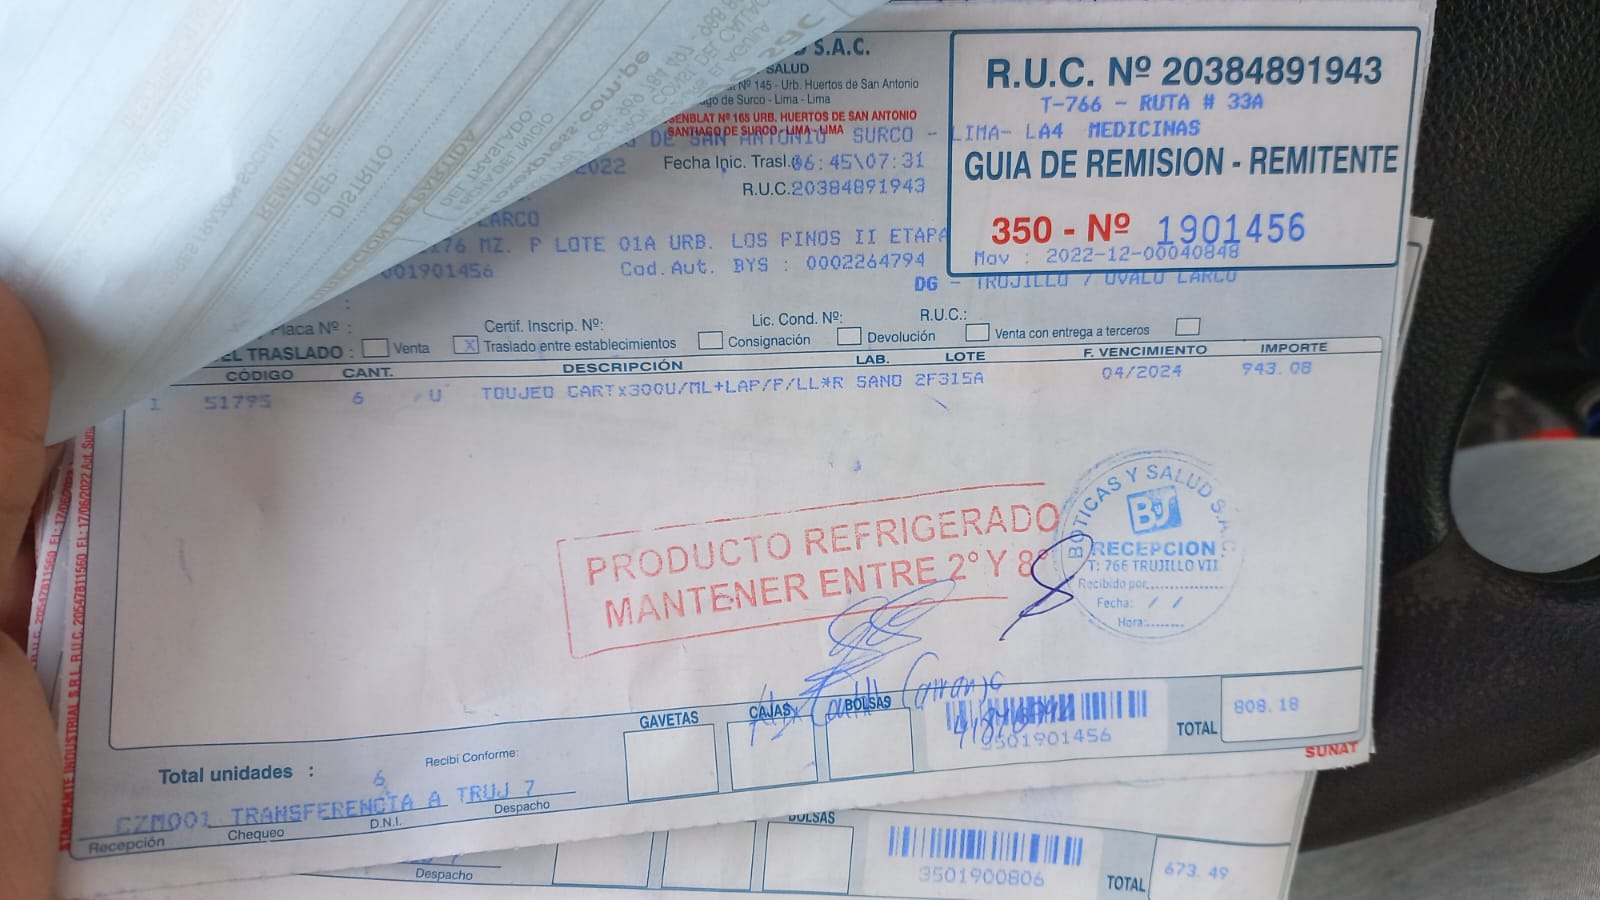 S.A.C.
SALUD
Nº 145 - Urb. Huertos de San Antonio
de Surco - Lima - Lima
SENBLAT Nº 165 URB. HUERTOS DE SAN ANTONIO
SANTIAGO DE SURCO - LIMA - LIMA
DE SAN ANTONIO SURCO - LIMA- LA4 MEDICINAS
2022 Fecha Inic. Trasl. 06:45\07:31
R.U.C. 20384891943
R.U.C. Nº 20384891943
T-766 - RUTA # 33A
GUIA DE REMISION - REMITENTE
350 - Nº 1901456
Mov : 2022-12-00040848
LARCO
176 MZ. P LOTE 01A URB. LOS PINOS II ETAPA
001901456 Cod.Aut. BYS : 0002264794
DG - TRUJILLO / OVALO LARCO
Placa Nº : Certif. Inscrip. Nº: Lic. Cond. Nº: R.U.C.:
EL TRASLADO : Venta X Traslado entre establecimientos Consignación Devolución Venta con entrega a terceros
CÓDIGO CANT. DESCRIPCIÓN LAB. LOTE F. VENCIMIENTO IMPORTE
1 51795 6 U TOUJEO CARTx300U/ML+LAP/P/LL*R SANO 2F315A 04/2024 943.08
PRODUCTO REFRIGERADO
MANTENER ENTRE 2º Y 8º
BOTICAS Y SALUD S.A.C.
RECEPCION
T: 766 TRUJILLO VII
Recibido por
Fecha: / /
Hora:
GAVETAS CAJAS BOLSAS
3501901456
TOTAL 808.18
SUNAT
Total unidades : 6 Recibí Conforme:
CZM001 TRANSFERENCIA A TRUJ 7
Recepción Chequeo D.N.I. Despacho
BOLSAS
Despacho
3501900806
TOTAL 673.49
REMITENTE
DEP.
DISTRITO